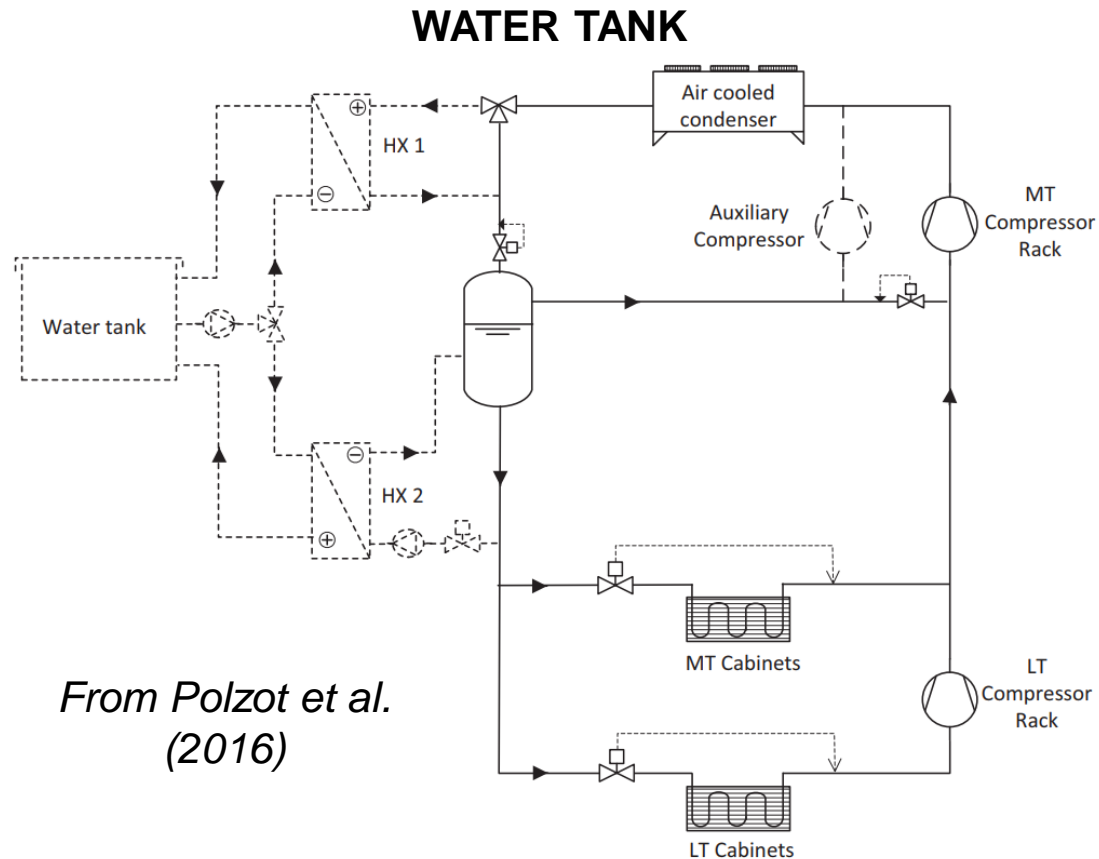 WATER TANK
Air cooled
condenser
HX 1
Auxiliary
Compressor
MT
Compressor
Rack
Water tank
HX 2
MT Cabinets
From Polzot et al.
(2016)
LT
Compressor
Rack
LT Cabinets